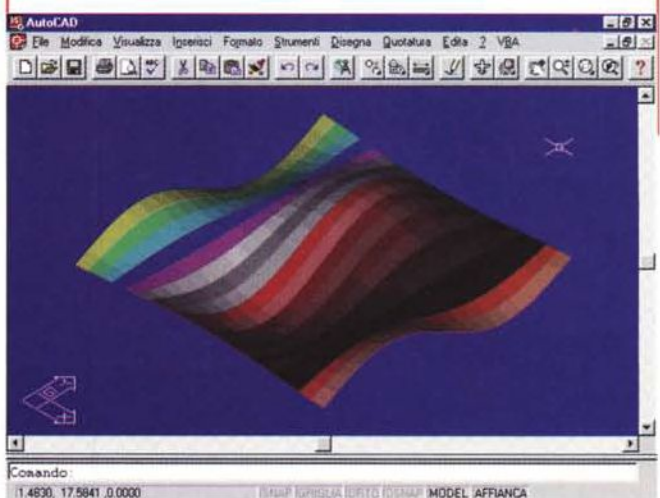 AutoCAD
File Modifica Visualizza Inserisci Formato Strumenti Disegna Quotatura Edita ? VBA
Comando:
1.4830, 17.5841 ,0.0000 SNAP GRIGLIA ORTO OSNAP MODEL AFFIANCA